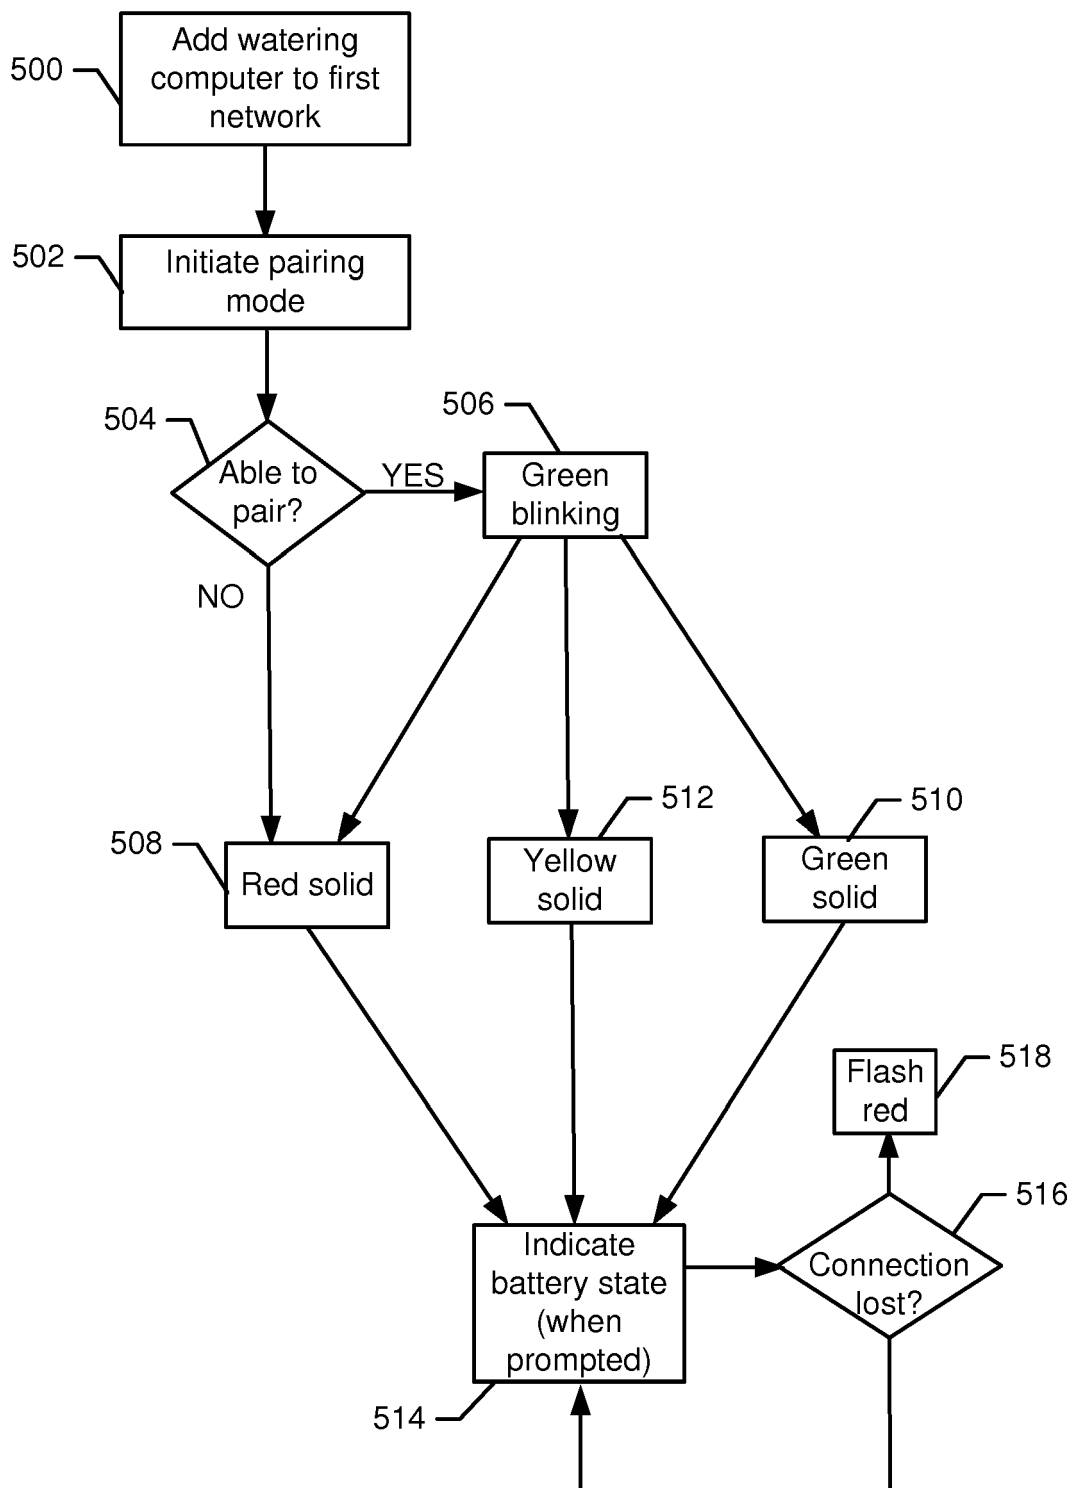 500
Add watering
computer to first
network
502
Initiate pairing
mode
504
Able to
pair?
YES
NO
506
Green
blinking
508
Red solid
512
Yellow
solid
510
Green
solid
518
Flash
red
516
Connection
lost?
Indicate
battery state
(when
prompted)
514